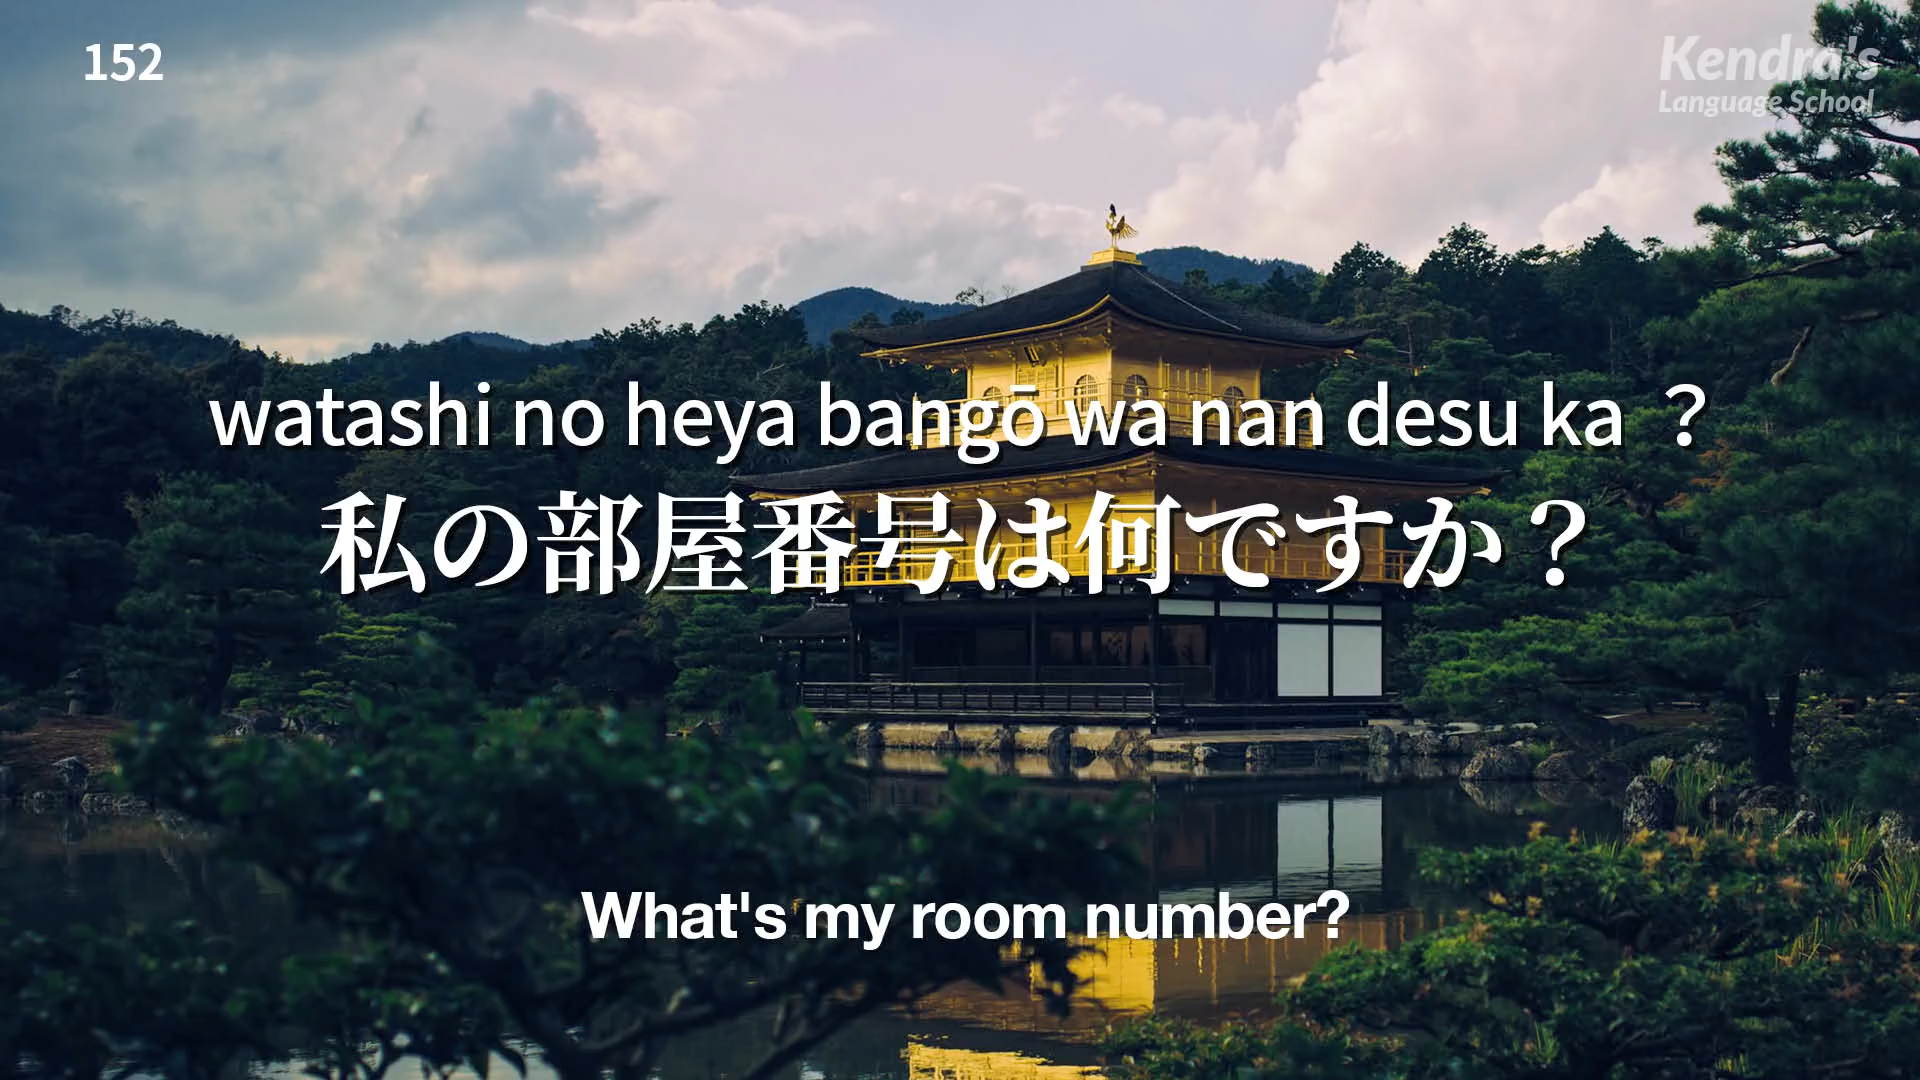 152
Kendra's
Language School
watashi no heya bangō wa nan desu ka ？
私の部屋番号は何ですか？
What's my room number?